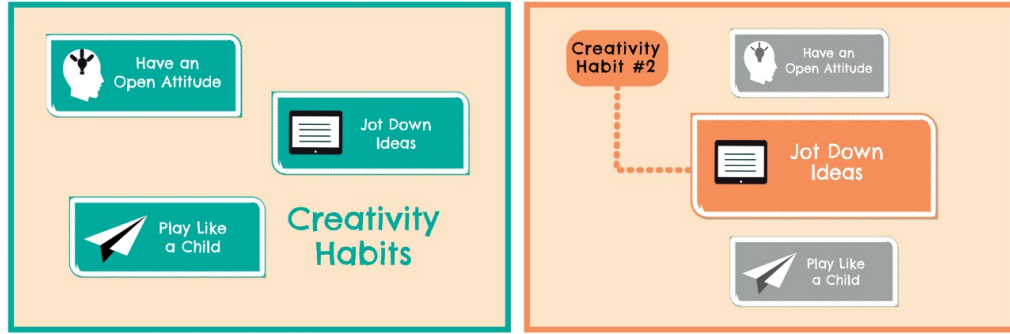 Have an
Open Attitude
Jot Down
Ideas
Play Like
a Child
Creativity
Habits
Creativity
Habit #2
Have an
Open Attitude
Jot Down
Ideas
Play Like
a Child